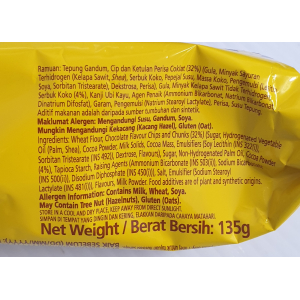 Ramuan: Tepung Gandum, Cip dan Ketulan Perisa Coklat (32%) (Gula, Minyak Sayuran
Terhidrogen (Kelapa Sawit, Shea), Serbuk Koko, Pepejal Susu, Massa Koko, Pengemulsi (Lesitin
Soya, Sorbitan Tristearate), Dekstrosa, Perisa), Gula, Minyak Kelapa Sawit Tidak Terhidrogen,
Serbuk Koko (4%), Kanji Ubi Kayu, Agen Penaik (Ammonium Bikarbonat, Natrium Bikarbonat,
Dinatrium Difosfat), Garam, Pengemulsi (Natrium Stearoyl Lactylate), Perisa, Susu Tepung.
Aditif makanan adalah daripada sumber tumbuhan dan sintetik.
Maklumat Alergen: Mengandungi Susu, Gandum, Soya.
Mungkin Mengandungi Kekacang (Kacang Hazel), Gluten (Oats).
Ingredients: Wheat Flour, Chocolate Flavour Chips and Chunks (32%) (Sugar, Hydrogenated Vegetable
Oil (Palm, Shea), Cocoa Powder, Milk Solids, Cocoa Mass, Emulsifiers (Soy Lecithin (INS 322(i)),
Sorbitan Tristearate (INS 492)), Dextrose, Flavours), Sugar, Non-Hydrogenated Palm Oil, Cocoa Powder
(4%), Tapioca Starch, Raising Agents (Ammonium Bicarbonate (INS 503(ii)), Sodium Bicarbonate
(INS 500(ii)), Disodium Diphosphate (INS 450(i))), Salt, Emulsifier (Sodium Stearoyl
Lactylate (INS 481(i))), Flavours, Milk Powder. Food additives are of plant and synthetic origins.
Allergen Information: Contains Milk, Wheat, Soya.
May Contain Tree Nut (Hazelnuts), Gluten (Oats).
STORE IN A COOL AND DRY PLACE, KEEP AWAY FROM DIRECT SUNLIGHT.
SIMPAN DI TEMPAT YANG DINGIN DAN KERING, ELAKKAN DARIPADA CAHAYA MATAHARI.
Net Weight / Berat Bersih: 135g